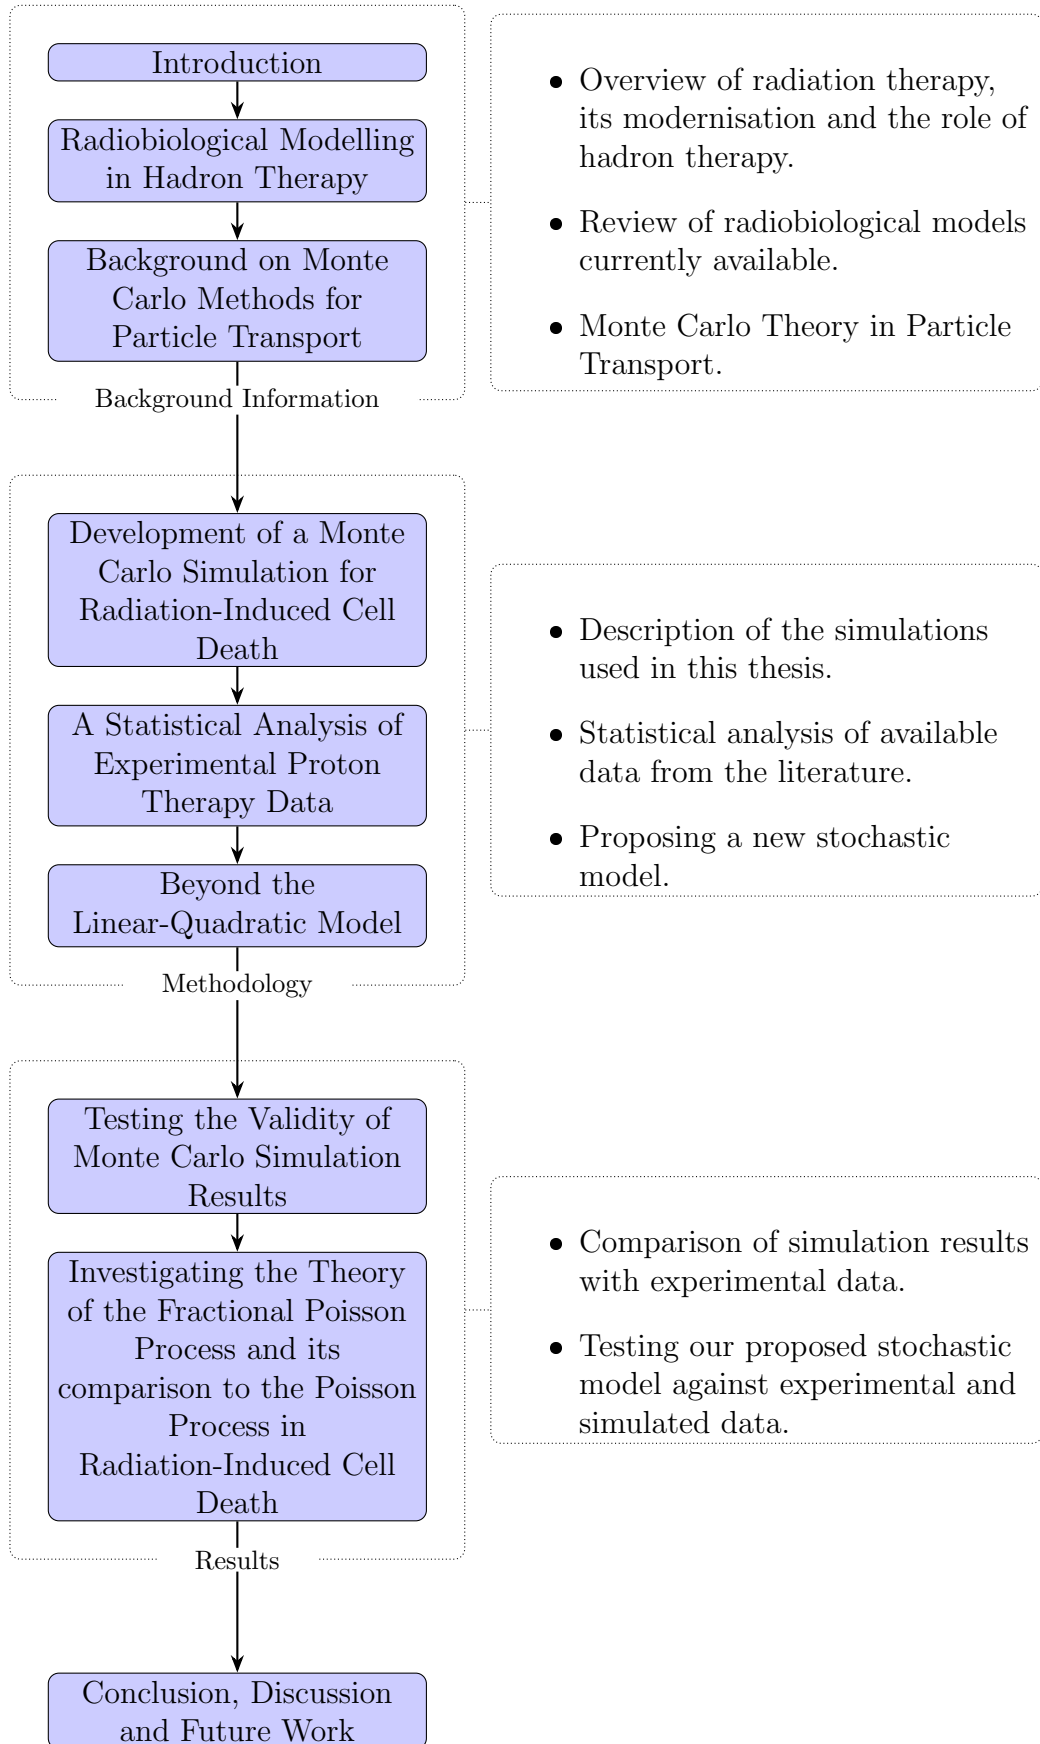 Introduction
Radiobiological Modelling
in Hadron Therapy
Background on Monte
Carlo Methods for
Particle Transport
Background Information
• Overview of radiation therapy,
its modernisation and the role of
hadron therapy.
• Review of radiobiological models
currently available.
• Monte Carlo Theory in Particle
Transport.
Development of a Monte
Carlo Simulation for
Radiation-Induced Cell
Death
A Statistical Analysis of
Experimental Proton
Therapy Data
Beyond the
Linear-Quadratic Model
Methodology
• Description of the simulations
used in this thesis.
• Statistical analysis of available
data from the literature.
• Proposing a new stochastic
model.
Testing the Validity of
Monte Carlo Simulation
Results
Investigating the Theory
of the Fractional Poisson
Process and its
comparison to the Poisson
Process in
Radiation-Induced Cell
Death
Results
• Comparison of simulation results
with experimental data.
• Testing our proposed stochastic
model against experimental and
simulated data.
Conclusion, Discussion
and Future Work